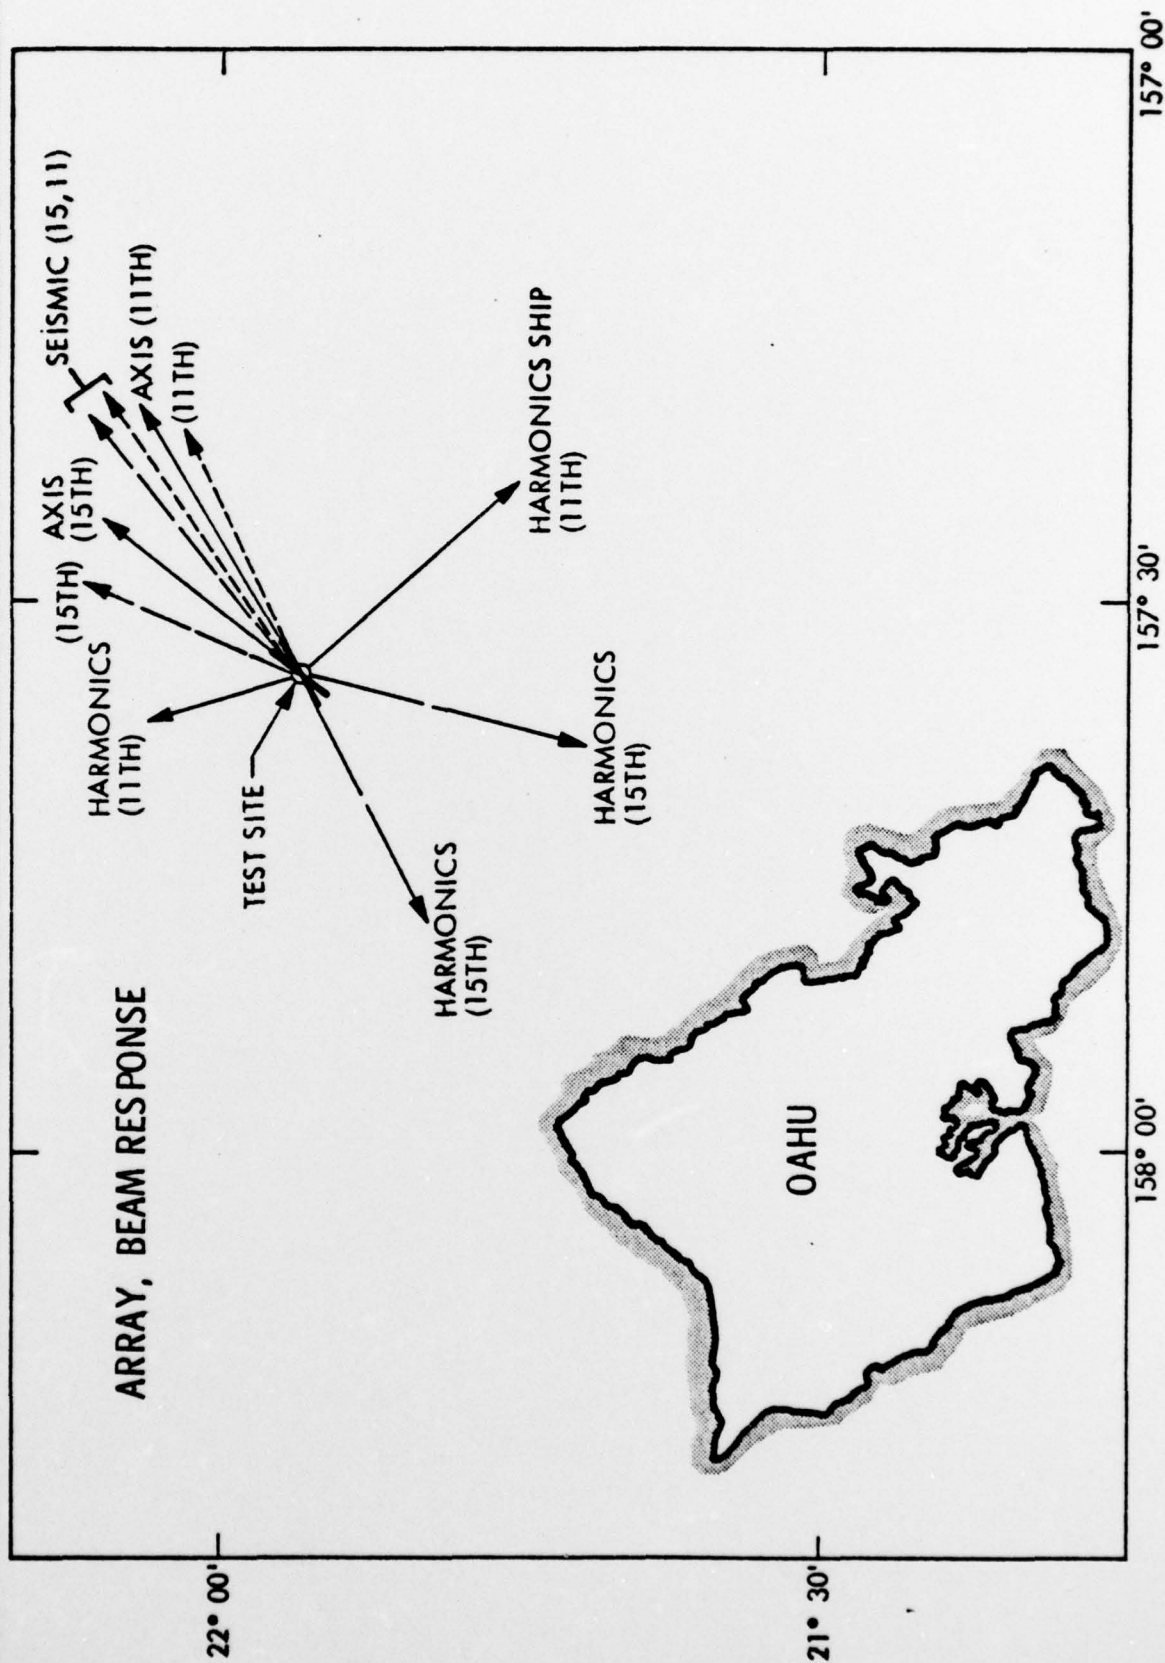 ARRAY, BEAM RESPONSE
SEISMIC (15, 11)
AXIS (11TH)
(11TH)
AXIS
(15TH)
(15TH)
HARMONICS
(11TH)
TEST SITE
HARMONICS SHIP
(11TH)
HARMONICS
(15TH)
HARMONICS
(15TH)
OAHU
22° 00'
21° 30'
158° 00'
157° 30'
157° 00'